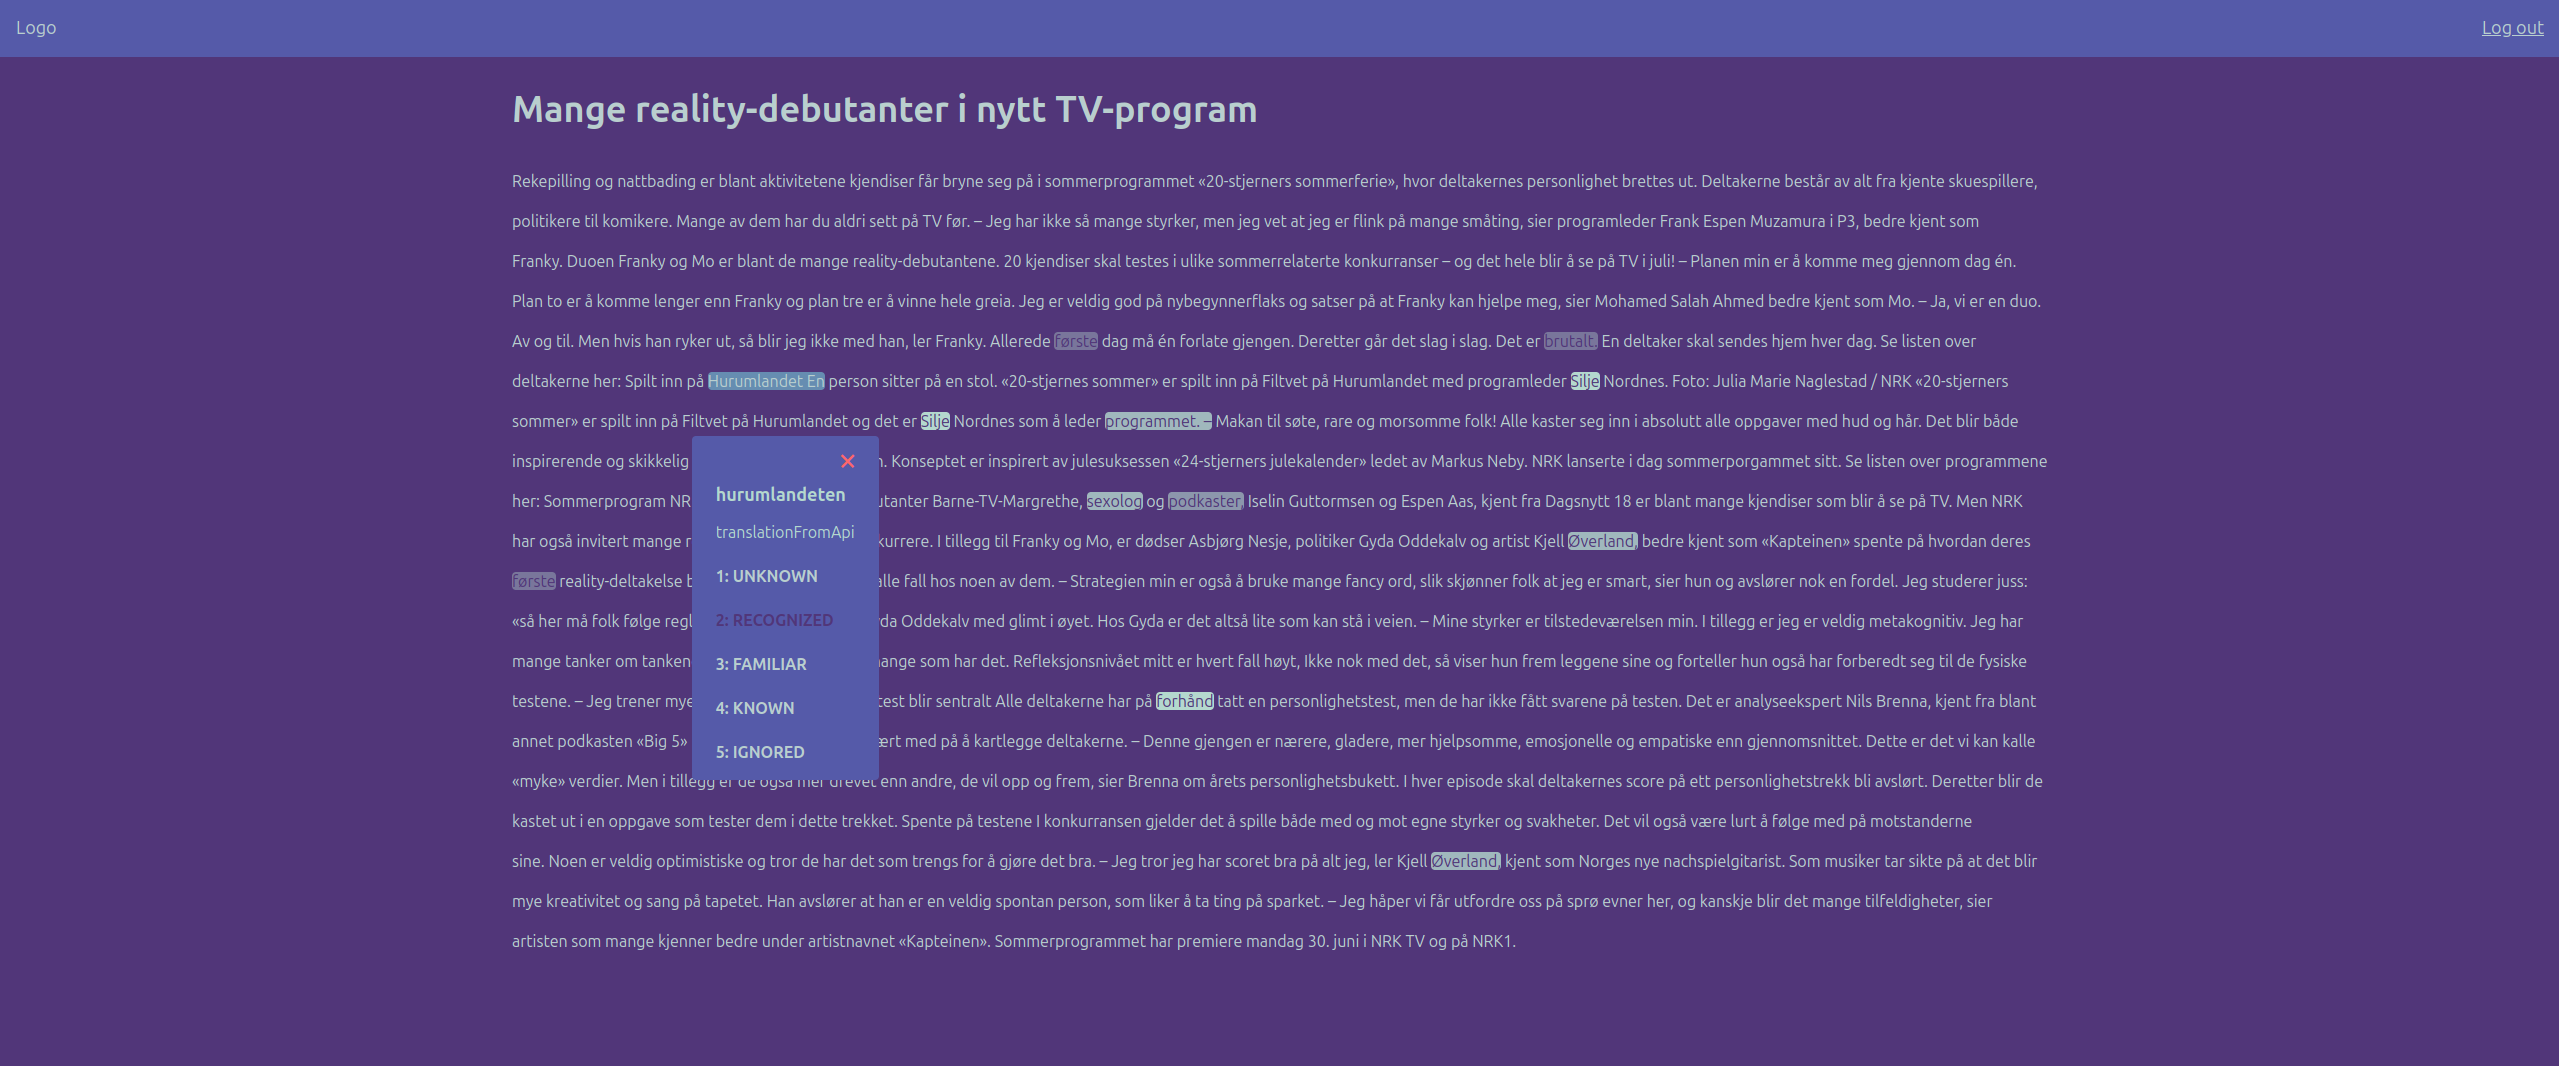 Logo
Log out
Mange reality-debutanter i nytt TV-program
Rekepilling og nattbading er blant aktivitetene kjendiser får bryne seg på i sommerprogrammet «20-stjerners sommerferie», hvor deltakernes personlighet brettes ut. Deltakerne består av alt fra kjente skuespillere,
politikere til komikere. Mange av dem har du aldri sett på TV før. – Jeg har ikke så mange styrker, men jeg vet at jeg er flink på mange småting, sier programleder Frank Espen Muzamura i P3, bedre kjent som
Franky. Duoen Franky og Mo er blant de mange reality-debutantene. 20 kjendiser skal testes i ulike sommerrelaterte konkurranser – og det hele blir å se på TV i juli! – Planen min er å komme meg gjennom dag én.
Plan to er å komme lenger enn Franky og plan tre er å vinne hele greia. Jeg er veldig god på nybegynnerflaks og satser på at Franky kan hjelpe meg, sier Mohamed Salah Ahmed bedre kjent som Mo. – Ja, vi er en duo.
Av og til. Men hvis han ryker ut, så blir jeg ikke med han, ler Franky. Allerede første dag må én forlate gjengen. Deretter går det slag i slag. Det er brutalt. En deltaker skal sendes hjem hver dag. Se listen over
deltakerne her: Spilt inn på Hurumlandet En person sitter på en stol. «20-stjernes sommer» er spilt inn på Filtvet på Hurumlandet med programleder Silje Nordnes. Foto: Julia Marie Naglestad / NRK «20-stjerners
sommer» er spilt inn på Filtvet på Hurumlandet og det er Silje Nordnes som å leder programmet. – Makan til søte, rare og morsomme folk! Alle kaster seg inn i absolutt alle oppgaver med hud og hår. Det blir både
inspirerende og skikkelig . Konseptet er inspirert av julesuksessen «24-stjerners julekalender» ledet av Markus Neby. NRK lanserte i dag sommerporgammet sitt. Se listen over programmene
her: Sommerprogram NR utanter Barne-TV-Margrethe, sexolog og podkaster, Iselin Guttormsen og Espen Aas, kjent fra Dagsnytt 18 er blant mange kjendiser som blir å se på TV. Men NRK
har også invitert mange kurrere. I tillegg til Franky og Mo, er dødser Asbjørg Nesje, politiker Gyda Oddekalv og artist Kjell Øverland, bedre kjent som «Kapteinen» spente på hvordan deres
første reality-deltakelse alle fall hos noen av dem. – Strategien min er også å bruke mange fancy ord, slik skjønner folk at jeg er smart, sier hun og avslører nok en fordel. Jeg studerer juss:
«så her må folk følge regl da Oddekalv med glimt i øyet. Hos Gyda er det altså lite som kan stå i veien. – Mine styrker er tilstedeværelsen min. I tillegg er jeg er veldig metakognitiv. Jeg har
mange tanker om tanken ange som har det. Refleksjonsnivået mitt er hvert fall høyt, Ikke nok med det, så viser hun frem leggene sine og forteller hun også har forberedt seg til de fysiske
testene. – Jeg trener mye test blir sentralt Alle deltakerne har på forhånd tatt en personlighetstest, men de har ikke fått svarene på testen. Det er analyseekspert Nils Brenna, kjent fra blant
annet podkasten «Big 5» ært med på å kartlegge deltakerne. – Denne gjengen er nærere, gladere, mer hjelpsomme, emosjonelle og empatiske enn gjennomsnittet. Dette er det vi kan kalle
«myke» verdier. Men i tillegg er de også mer drevet enn andre, de vil opp og frem, sier Brenna om årets personlighetsbukett. I hver episode skal deltakernes score på ett personlighetstrekk bli avslørt. Deretter blir de
kastet ut i en oppgave som tester dem i dette trekket. Spente på testene I konkurransen gjelder det å spille både med og mot egne styrker og svakheter. Det vil også være lurt å følge med på motstanderne
sine. Noen er veldig optimistiske og tror de har det som trengs for å gjøre det bra. – Jeg tror jeg har scoret bra på alt jeg, ler Kjell Øverland, kjent som Norges nye nachspielgitarist. Som musiker tar sikte på at det blir
mye kreativitet og sang på tapetet. Han avslører at han er en veldig spontan person, som liker å ta ting på sparket. – Jeg håper vi får utfordre oss på sprø evner her, og kanskje blir det mange tilfeldigheter, sier
artisten som mange kjenner bedre under artistnavnet «Kapteinen». Sommerprogrammet har premiere mandag 30. juni i NRK TV og på NRK1.
hurumlandeten
translationFromApi
1: UNKNOWN
2: RECOGNIZED
3: FAMILIAR
4: KNOWN
5: IGNORED